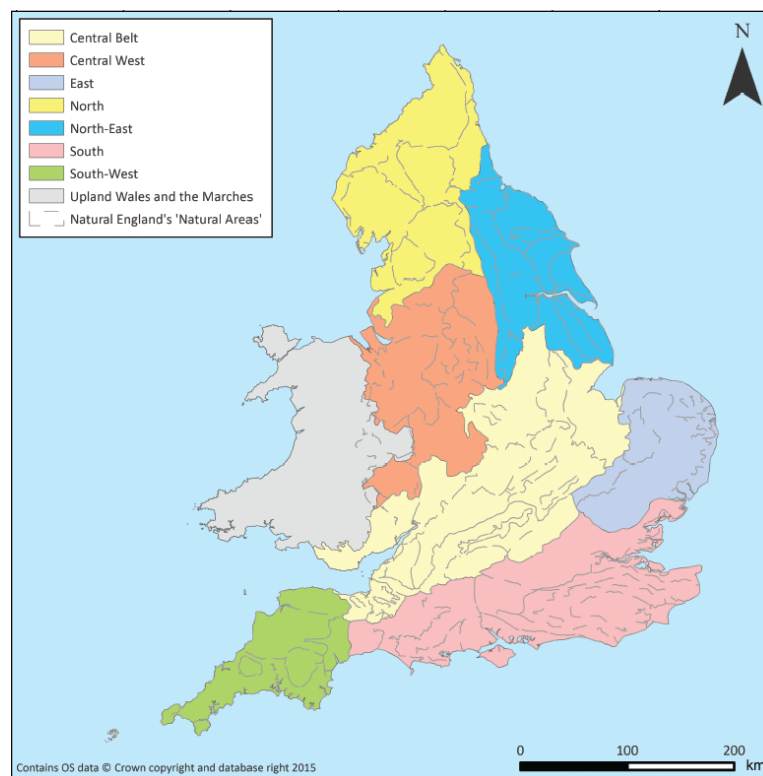 Central Belt
Central West
East
North
North-East
South
South-West
Upland Wales and the Marches
Natural England's 'Natural Areas'
N
Contains OS data © Crown copyright and database right 2015
0 100 200
km